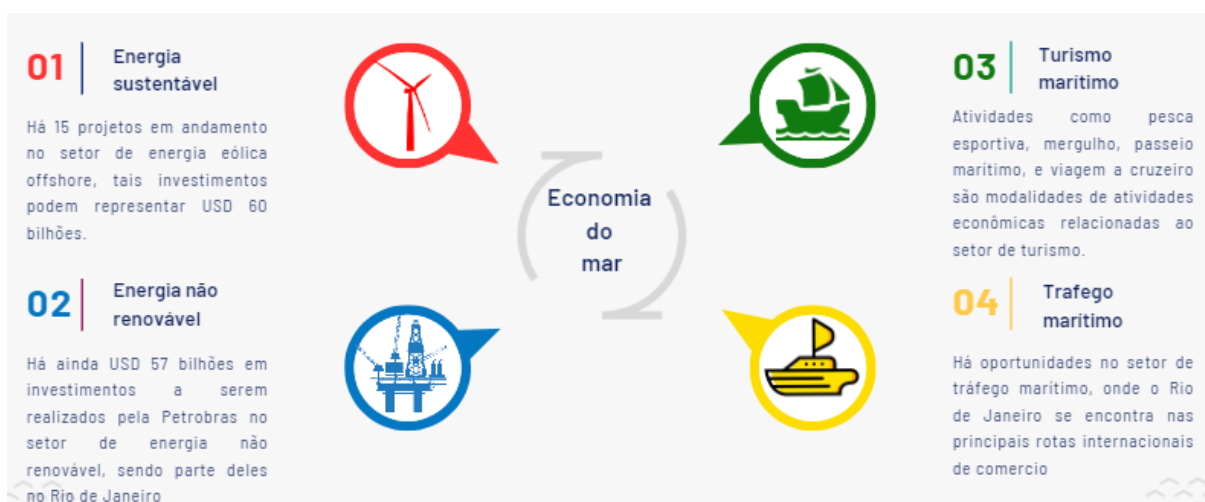 01
Energia
sustentável
Há 15 projetos em andamento
no setor de energia eólica
offshore, tais investimentos
podem representar USD 60
bilhões.
02
Energia não
renovável
Há ainda USD 57 bilhões em
investimentos a serem
realizados pela Petrobras no
setor de energia não
renovável, sendo parte deles
no Rio de Janeiro
Economia
do
mar
03
Turismo
marítimo
Atividades como pesca
esportiva, mergulho, passeio
marítimo, e viagem a cruzeiro
são modalidades de atividades
econômicas relacionadas ao
setor de turismo.
04
Trafego
marítimo
Há oportunidades no setor de
tráfego marítimo, onde o Rio
de Janeiro se encontra nas
principais rotas internacionais
de comercio